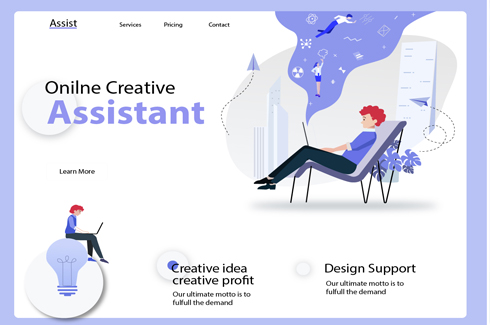 Assist
Services Pricing Contact
Onilne Creative
Assistant
Learn More
Creative idea
creative profit
Our ultimate motto is to
fulfull the demand
Design Support
Our ultimate motto is to
fulfull the demand